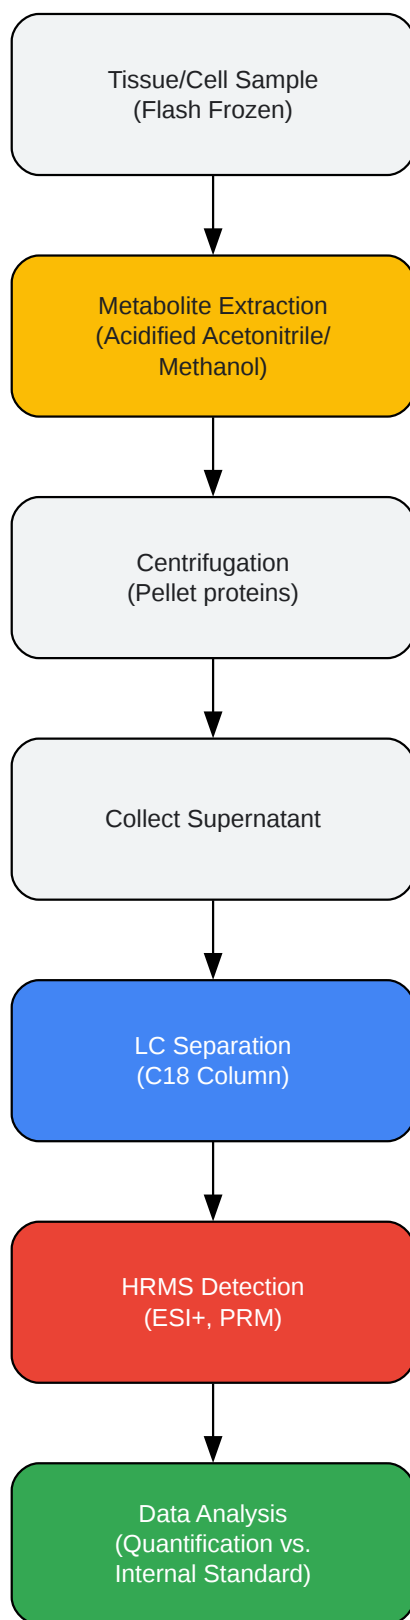 Tissue/Cell Sample
(Flash Frozen)
Metabolite Extraction
(Acidified Acetonitrile/
Methanol)
Centrifugation
(Pellet proteins)
Collect Supernatant
LC Separation
(C18 Column)
HRMS Detection
(ESI+, PRM)
Data Analysis
(Quantification vs.
Internal Standard)